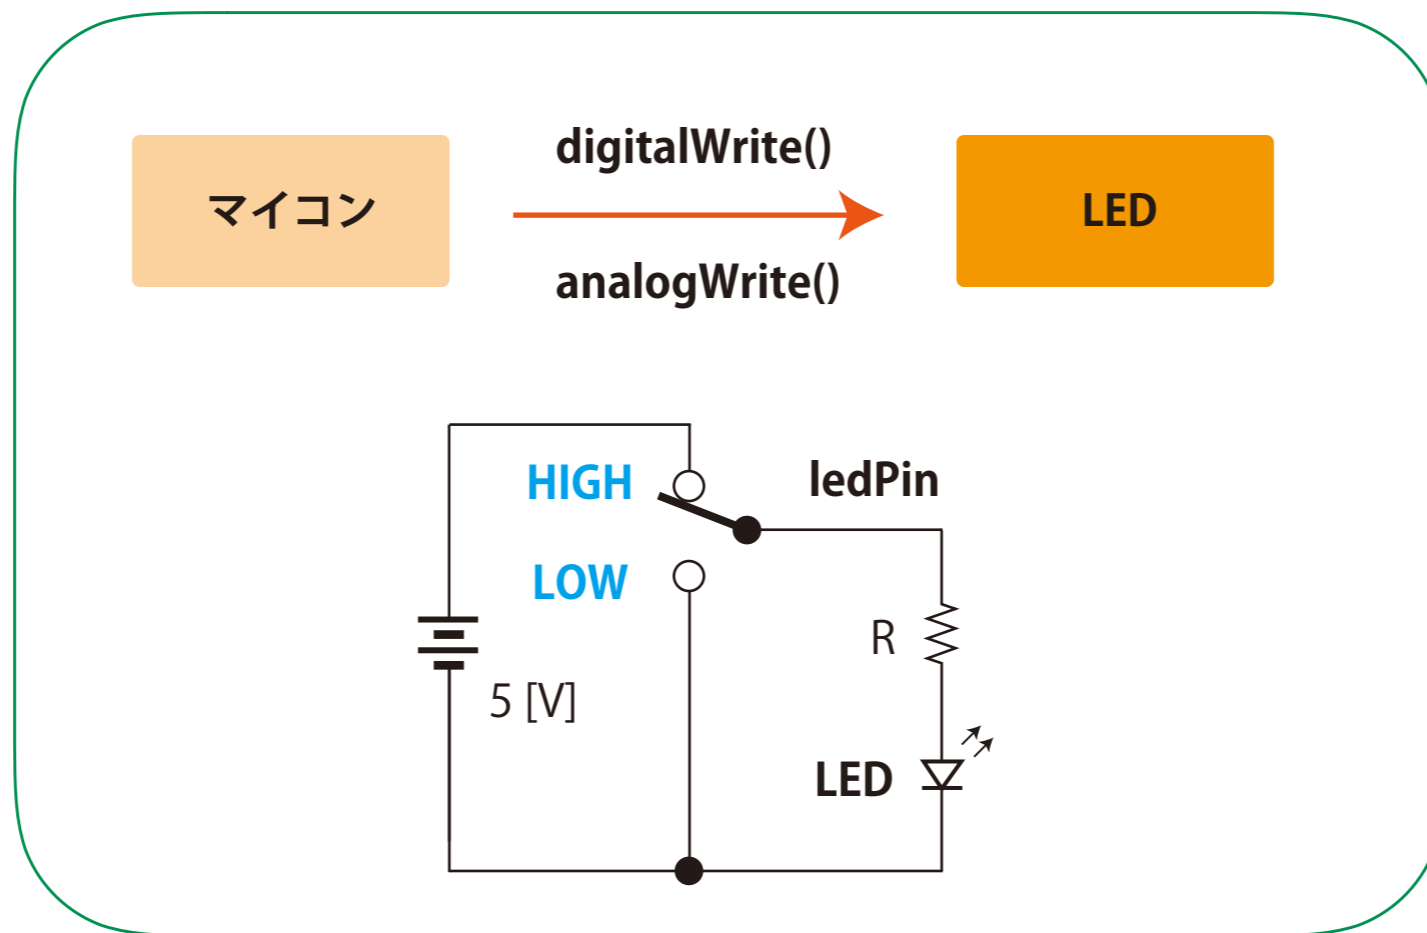 digitalWrite()
マイコン
LED
analogWrite()
HIGH
ledPin
LOW
R
5 [V]
LED